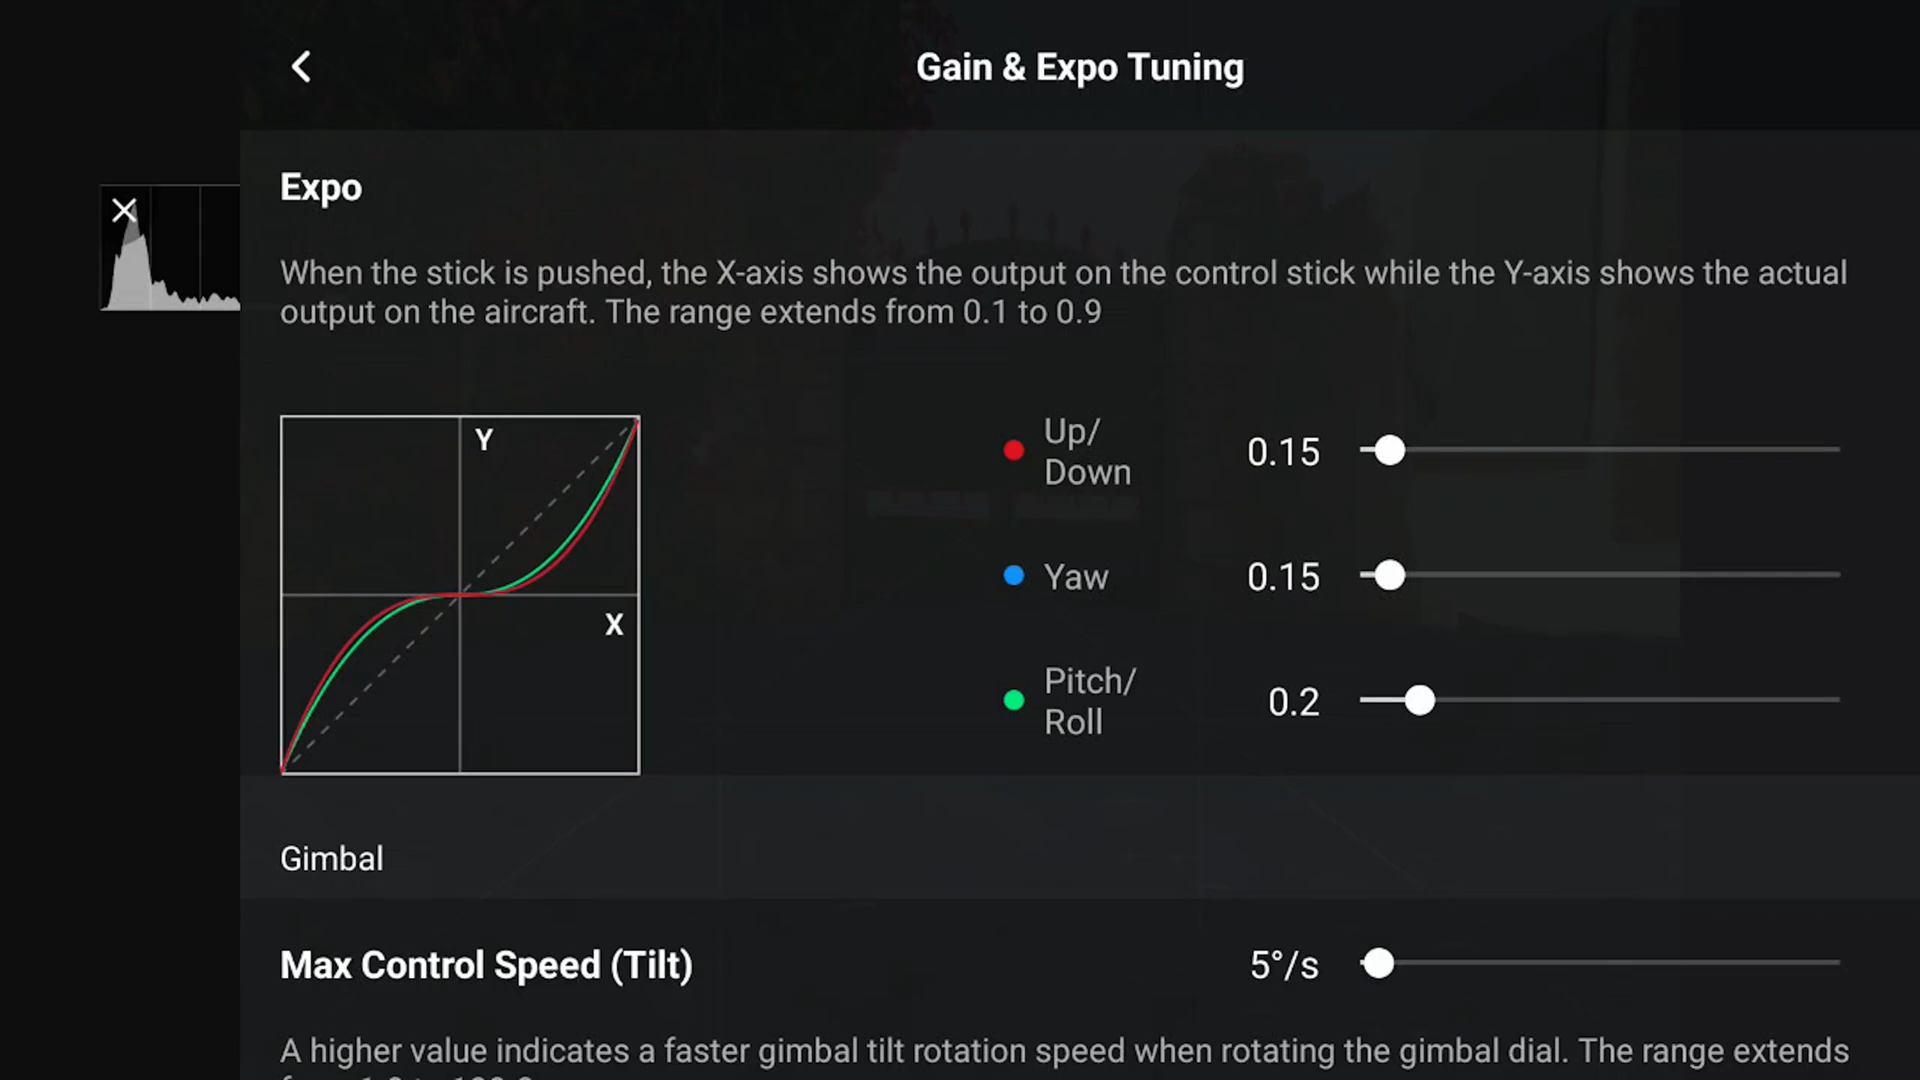 Gain & Expo Tuning
Expo
When the stick is pushed, the X-axis shows the output on the control stick while the Y-axis shows the actual
output on the aircraft. The range extends from 0.1 to 0.9
Y
X
Up/
Down
0.15
Yaw
0.15
Pitch/
Roll
0.2
Gimbal
Max Control Speed (Tilt)
5°/s
A higher value indicates a faster gimbal tilt rotation speed when rotating the gimbal dial. The range extends